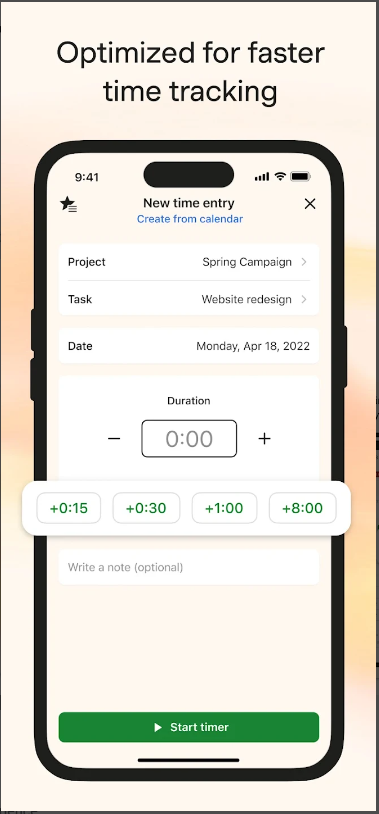 Optimized for faster
time tracking
9:41
New time entry
Create from calendar
Project Spring Campaign
Task Website redesign
Date Monday, Apr 18, 2022
Duration
− 0:00 +
+0:15 +0:30 +1:00 +8:00
Write a note (optional)
Start timer